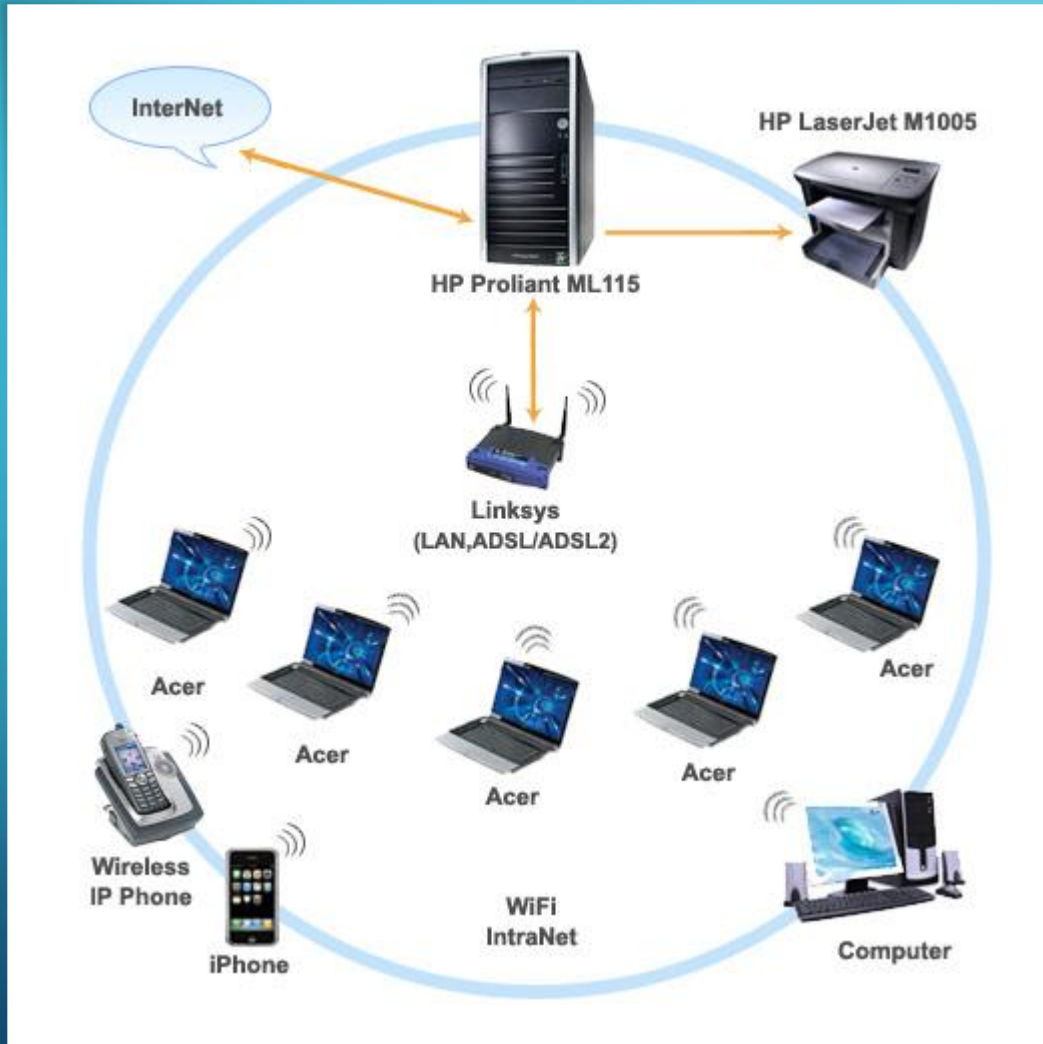 InterNet
HP LaserJet M1005
HP Proliant ML115
Linksys
(LAN,ADSL/ADSL2)
Acer
Acer
Acer
Acer
Acer
Wireless
IP Phone
iPhone
WiFi
IntraNet
Computer